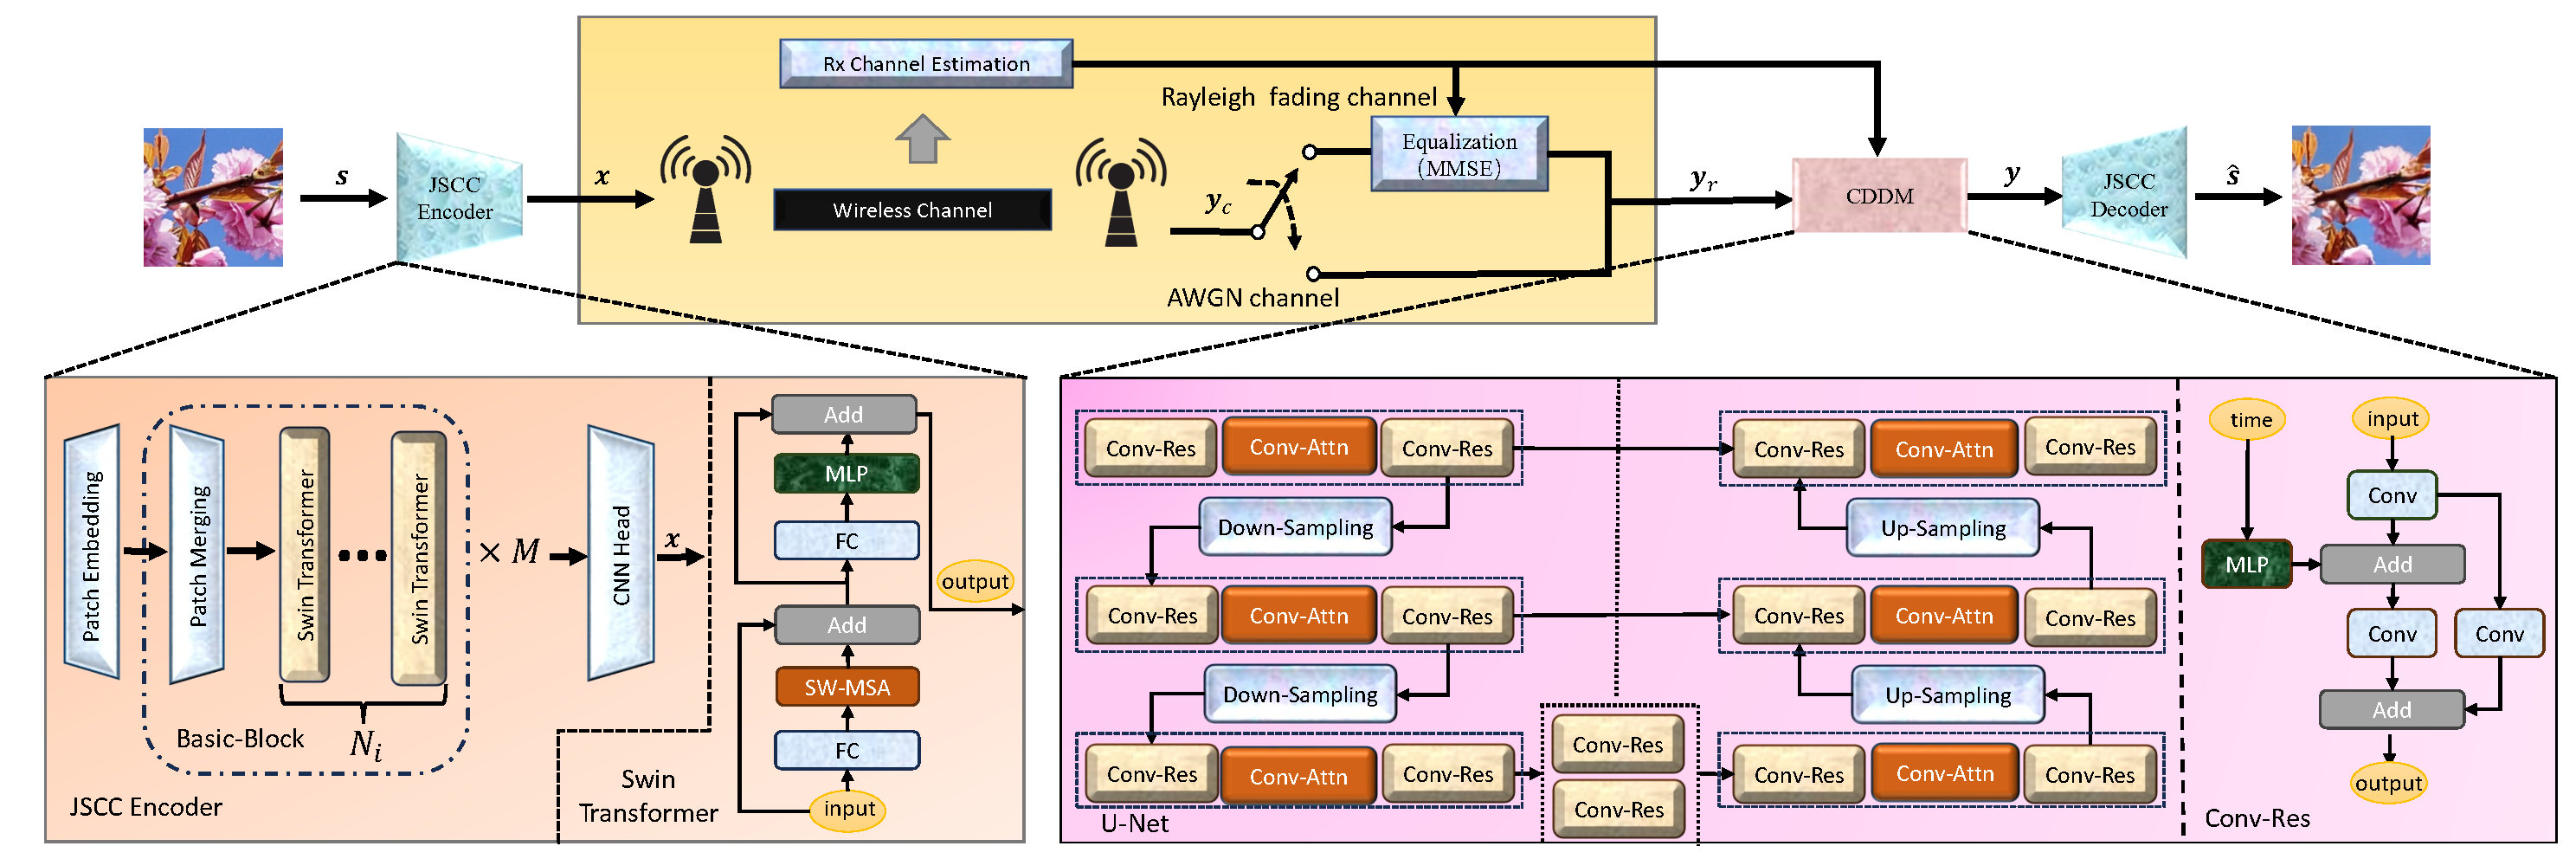 Rx Channel Estimation
Rayleigh fading channel
s
JSCC
Encoder
x
Wireless Channel
y_c
Equalization
(MMSE)
AWGN channel
y_r
CDDM
y
JSCC
Decoder
ŝ
Patch Embedding
Patch Merging
Swin Transformer
•••
Swin Transformer
× M
CNN Head
x
N_i
Basic-Block
JSCC Encoder
Add
MLP
FC
output
Add
SW-MSA
FC
input
Swin
Transformer
Conv-Res Conv-Attn Conv-Res
Conv-Res Conv-Attn Conv-Res
Down-Sampling
Up-Sampling
Conv-Res Conv-Attn Conv-Res
Conv-Res Conv-Attn Conv-Res
Down-Sampling
Up-Sampling
Conv-Res Conv-Attn Conv-Res
Conv-Res
Conv-Res
Conv-Res Conv-Attn Conv-Res
U-Net
time
input
Conv
MLP
Add
Conv
Conv
Add
output
Conv-Res